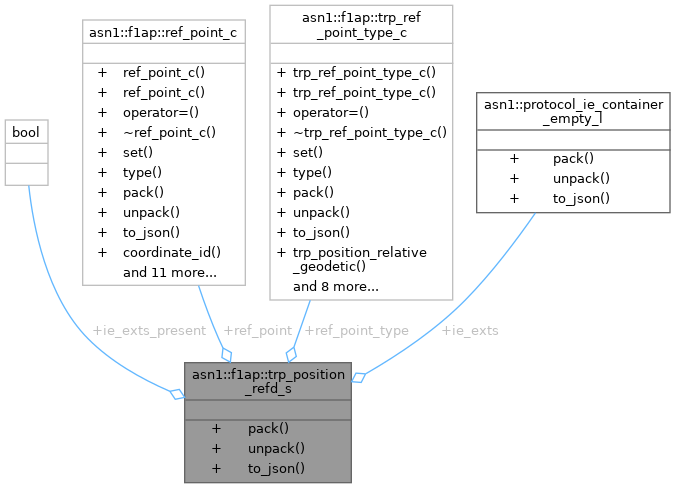 bool
asn1::f1ap::ref_point_c
+ ref_point_c()
+ ref_point_c()
+ operator=()
+ ~ref_point_c()
+ set()
+ type()
+ pack()
+ unpack()
+ to_json()
+ coordinate_id()
and 11 more...
asn1::f1ap::trp_ref
_point_type_c
+ trp_ref_point_type_c()
+ trp_ref_point_type_c()
+ operator=()
+ ~trp_ref_point_type_c()
+ set()
+ type()
+ pack()
+ unpack()
+ to_json()
+ trp_position_relative
_geodetic()
and 8 more...
asn1::protocol_ie_container
_empty_l
+ pack()
+ unpack()
+ to_json()
+ie_exts_present
+ref_point
+ref_point_type
+ie_exts
asn1::f1ap::trp_position
_refd_s
+ pack()
+ unpack()
+ to_json()